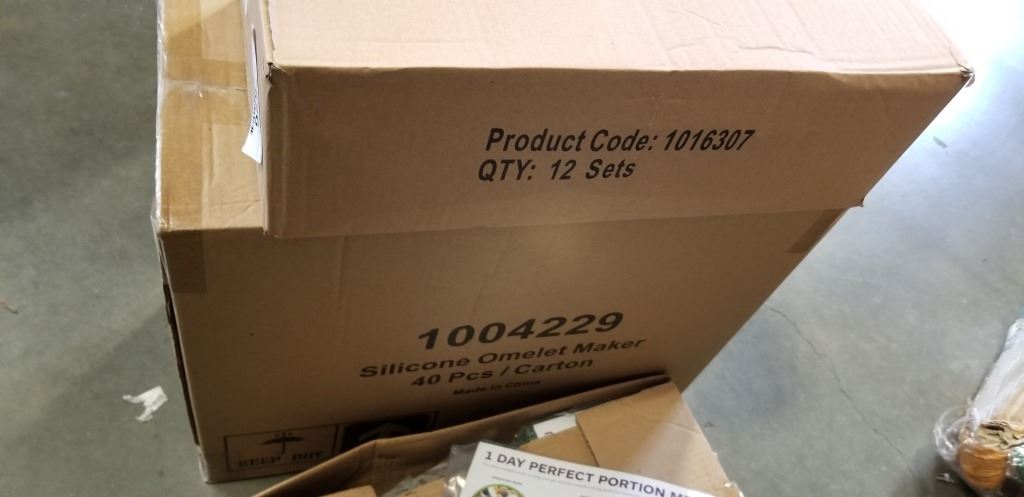 Product Code: 1016307
QTY: 12 Sets
1004229
Silicone Omelet Maker
40 Pcs / Carton
Made in China
KEEP DRY
1 DAY PERFECT PORTION